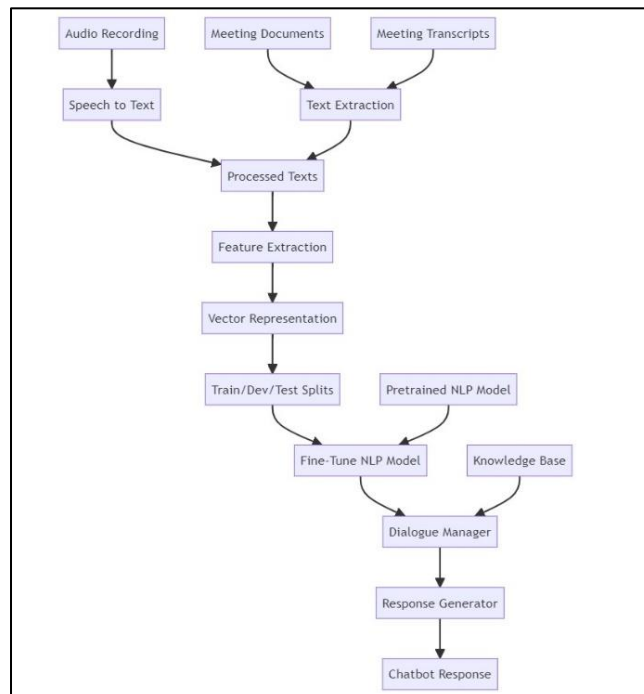 Audio Recording
Meeting Documents
Meeting Transcripts
Speech to Text
Text Extraction
Processed Texts
Feature Extraction
Vector Representation
Train/Dev/Test Splits
Pretrained NLP Model
Fine-Tune NLP Model
Knowledge Base
Dialogue Manager
Response Generator
Chatbot Response